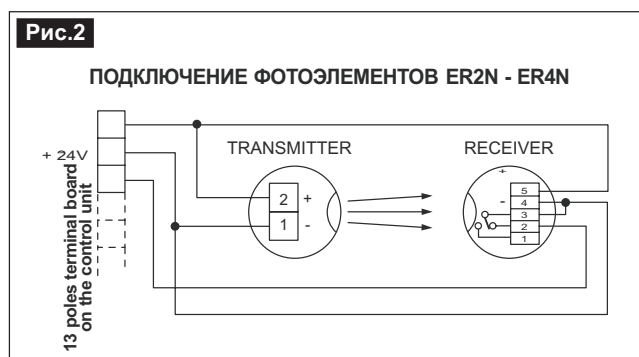 Рис.2
ПОДКЛЮЧЕНИЕ ФОТОЭЛЕМЕНТОВ ER2N - ER4N
+ 24V
13 poles terminal board
on the control unit
TRANSMITTER
2 +
1 -
RECEIVER
+
5
- 4
3
2
1